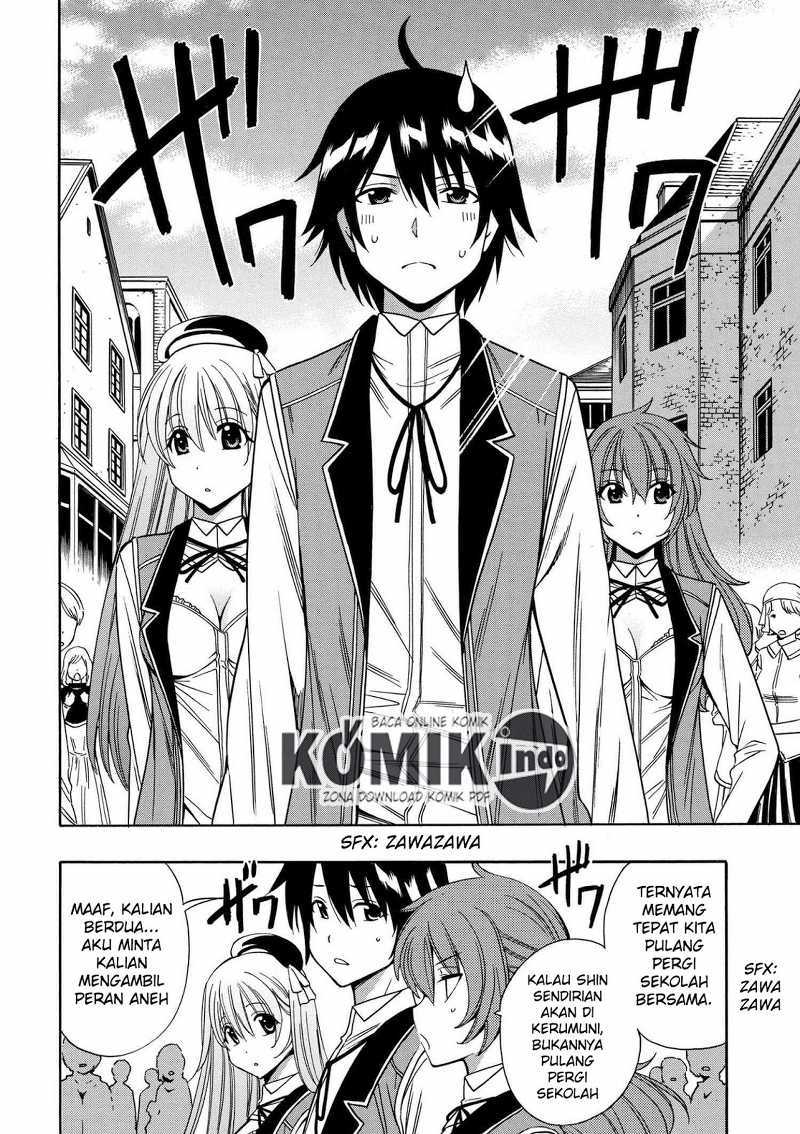 ザワ
ザワ
BACA ONLINE KOMIK
KOMIK indo
ZONA DOWNLOAD KOMIK PDF
SFX: ZAWAZAWA
TERNYATA
MEMANG
TEPAT KITA
PULANG
PERGI
SEKOLAH
BERSAMA.
SFX:
ZAWA
ZAWA
ザワ
KALAU SHIN
SENDIRIAN
AKAN DI
KERUMUNI,
BUKANNYA
PULANG
PERGI
SEKOLAH
ザワ
MAAF, KALIAN
BERDUA...
AKU MINTA
KALIAN
MENGAMBIL
PERAN ANEH